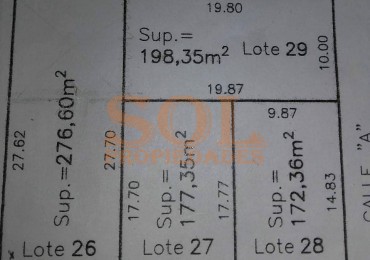 19.80
Sup.=
198,35m² Lote 29
10.00
19.87
27.62
Sup.=276,60m²
27.70
17.70
Sup.=
177,35m²
17.77
9.87
Sup.=
172,36m²
14.83
CALLE "A"
SOL
PROPIEDADES
x Lote 26
Lote 27
Lote 28